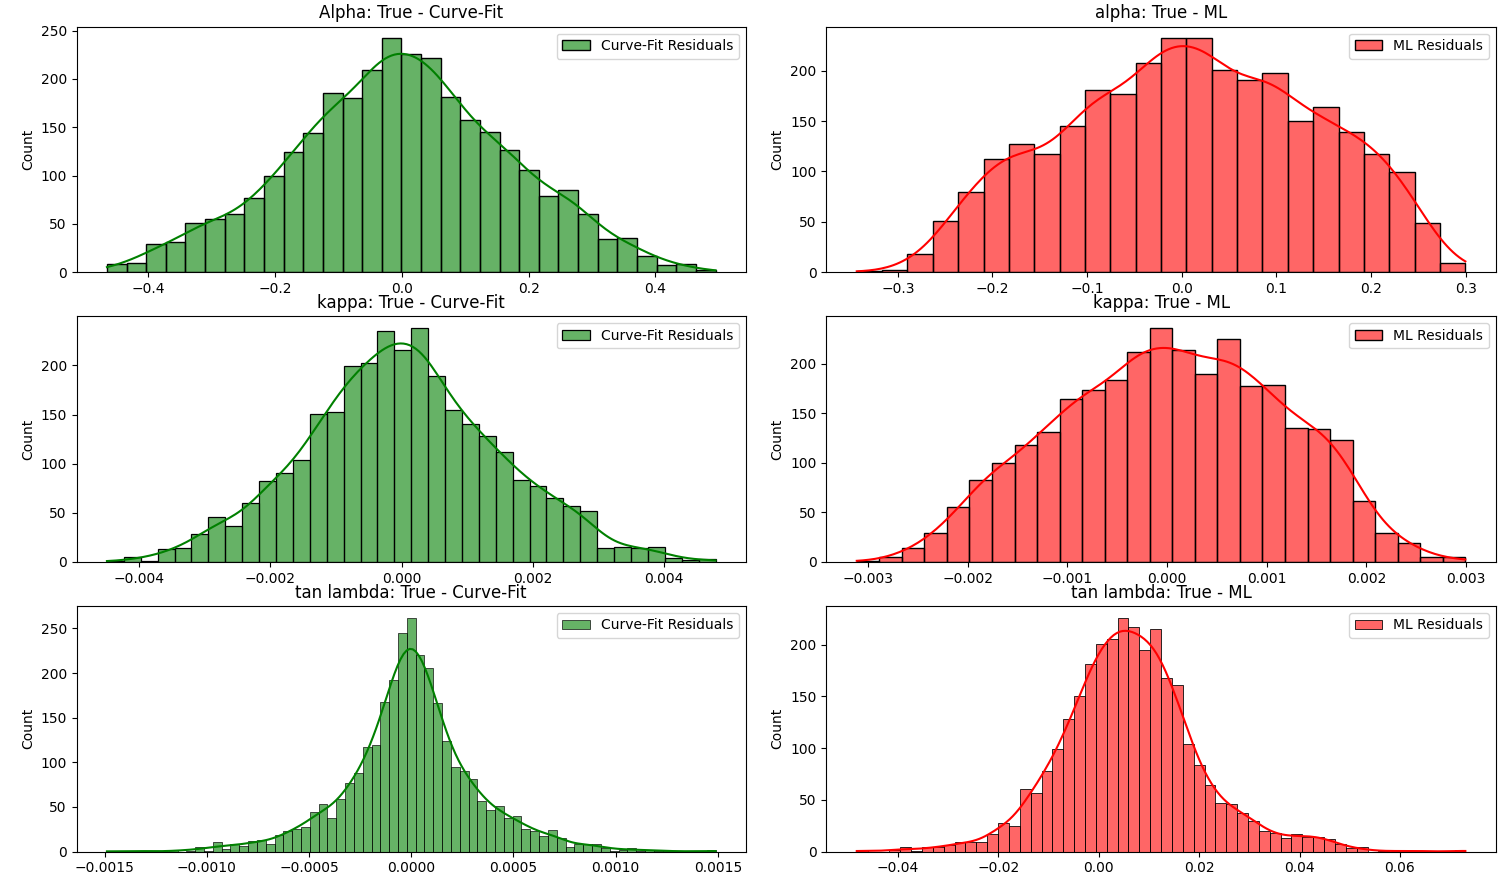 Alpha: True - Curve-Fit
Count
250
200
150
100
50
0
−0.4 −0.2 0.0 0.2 0.4
Curve-Fit Residuals
alpha: True - ML
Count
200
150
100
50
0
−0.3 −0.2 −0.1 0.0 0.1 0.2 0.3
ML Residuals
kappa: True - Curve-Fit
Count
200
150
100
50
0
−0.004 −0.002 0.000 0.002 0.004
Curve-Fit Residuals
kappa: True - ML
Count
200
150
100
50
0
−0.003 −0.002 −0.001 0.000 0.001 0.002 0.003
ML Residuals
tan lambda: True - Curve-Fit
Count
250
200
150
100
50
0
−0.0015 −0.0010 −0.0005 0.0000 0.0005 0.0010 0.0015
Curve-Fit Residuals
tan lambda: True - ML
Count
200
150
100
50
0
−0.04 −0.02 0.00 0.02 0.04 0.06
ML Residuals